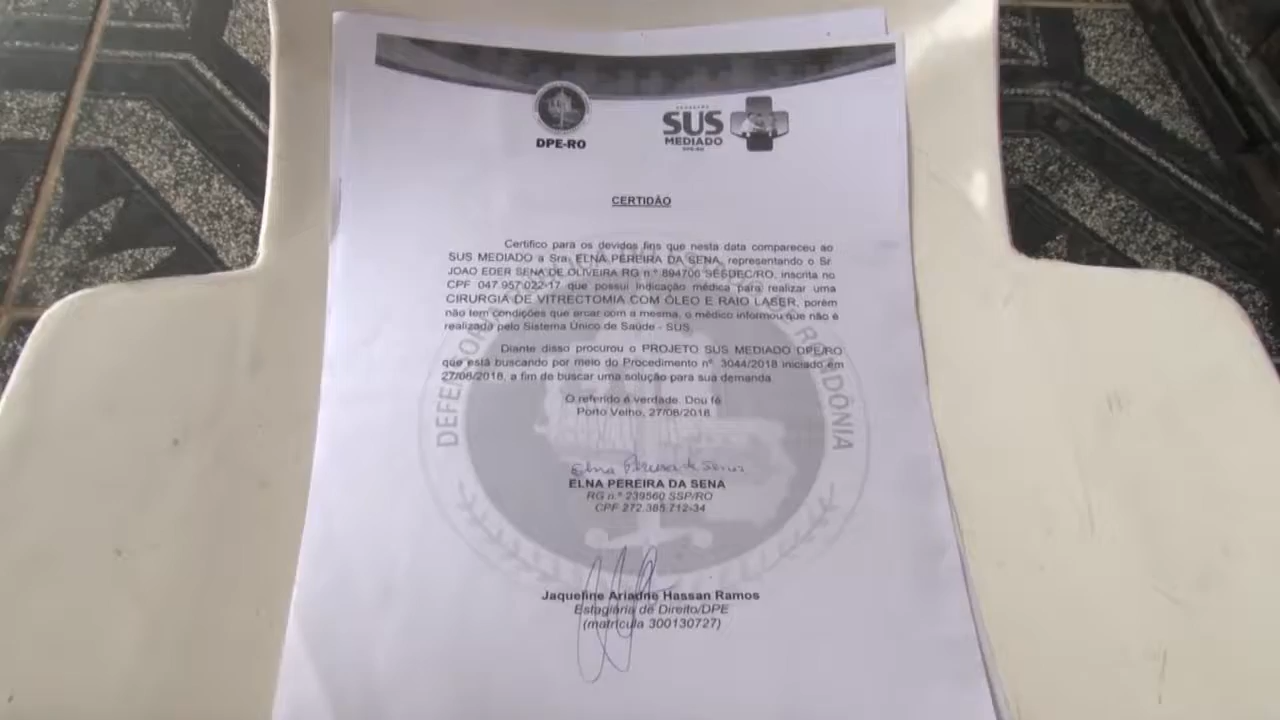 DPE-RO
SUS
MEDIADO
DPE-RO
CERTIDÃO
Certifico para os devidos fins que nesta data compareceu ao
SUS MEDIADO a Sra. ELNA PEREIRA DA SENA, representando o Sr.
JOAO EDER SENA DE OLIVEIRA RG n.º 894706 SESDEC/RO, inscrita no
CPF 047.957.022-17 que possui indicação médica para realizar uma
CIRURGIA DE VITRECTOMIA COM ÓLEO E RAIO LASER, porém
não tem condições que arcar com a mesma, o médico informou que não é
realizada pelo Sistema Único de Saúde - SUS.
Diante disso procurou o PROJETO SUS MEDIADO DPE/RO
que está buscando por meio do Procedimento nº 3044/2018 iniciado em
27/08/2018, a fim de buscar uma solução para sua demanda.
O referido é verdade. Dou fé
Porto Velho, 27/08/2018.
Elna Pereira de Sena
ELNA PEREIRA DA SENA
RG n.º 239560 SSP/RO
CPF 272.385.712-34
Jaqueline Ariadne Hassan Ramos
Estagiária de Direito/DPE
(matrícula 300130727)